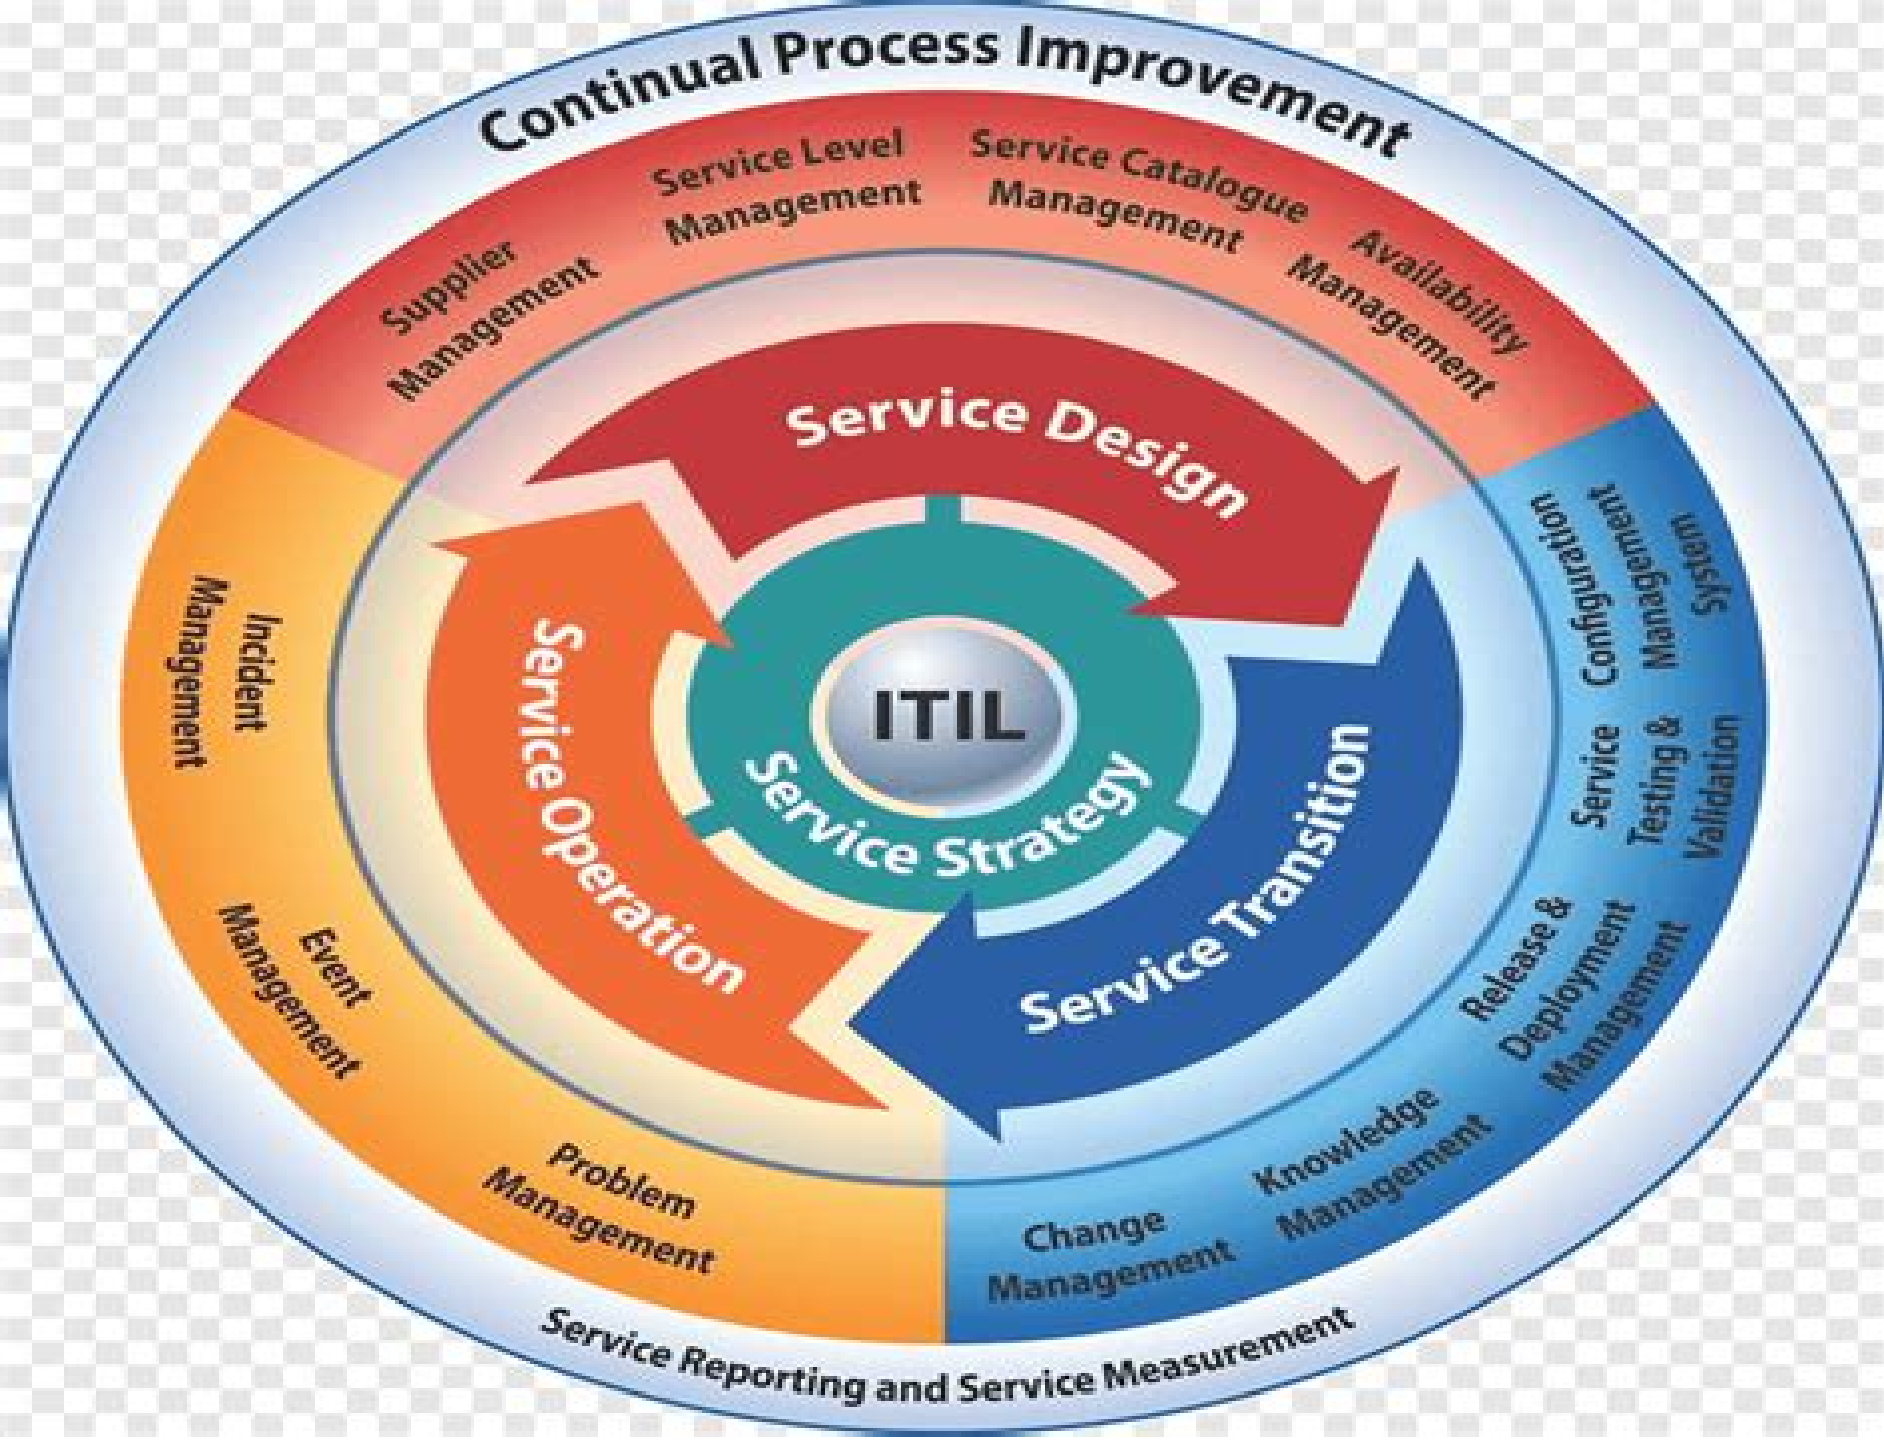 Continual Process Improvement
Supplier
Management
Service Level
Management
Service Catalogue
Management
Availability
Management
Configuration
Management
System
Service
Testing &
Validation
Release &
Deployment
Management
Knowledge
Management
Change
Management
Problem
Management
Event
Management
Incident
Management
Service Design
Service Transition
Service Operation
Service Strategy
ITIL
Service Reporting and Service Measurement